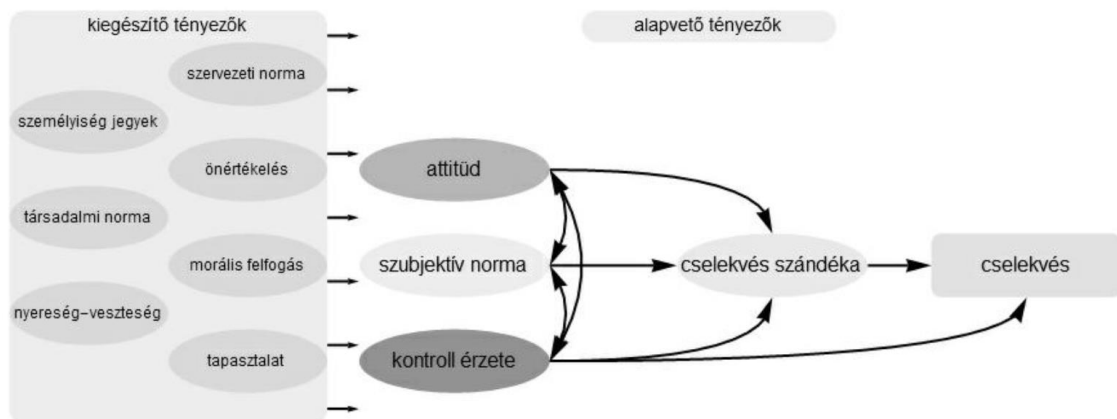 kiegészítő tényezők
szervezeti norma
személyiség jegyek
önértékelés
társadalmi norma
morális felfogás
nyereség–veszteség
tapasztalat
alapvető tényezők
attitűd
szubjektív norma
kontroll érzete
cselekvés szándéka
cselekvés